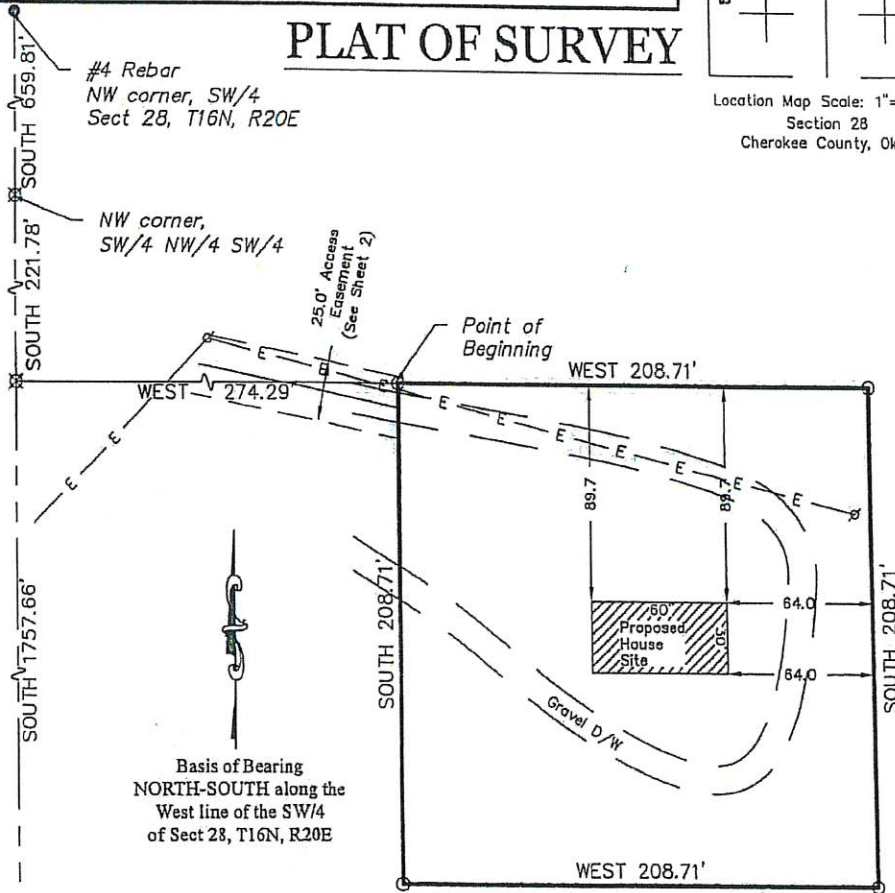 PLAT OF SURVEY
SOUTH 659.81'
#4 Rebar
NW corner, SW/4
Sect 28, T16N, R20E
Location Map Scale: 1"=
Section 28
Cherokee County,
NW corner,
SW/4 NW/4 SW/4
SOUTH 221.78'
25.0' Access
Easement
(See Sheet 2)
Point of
Beginning
WEST 208.71'
WEST 274.29'
E
E
E
E
E
E
E
E
E
E
E
89.7
89.7
SOUTH 1757.66'
SOUTH 208.71'
SOUTH 208.71'
60'
30'
Proposed
House
Site
64.0
64.0
Gravel D/W
Basis of Bearing
NORTH-SOUTH along the
West line of the SW/4
of Sect 28, T16N, R20E
WEST 208.71'